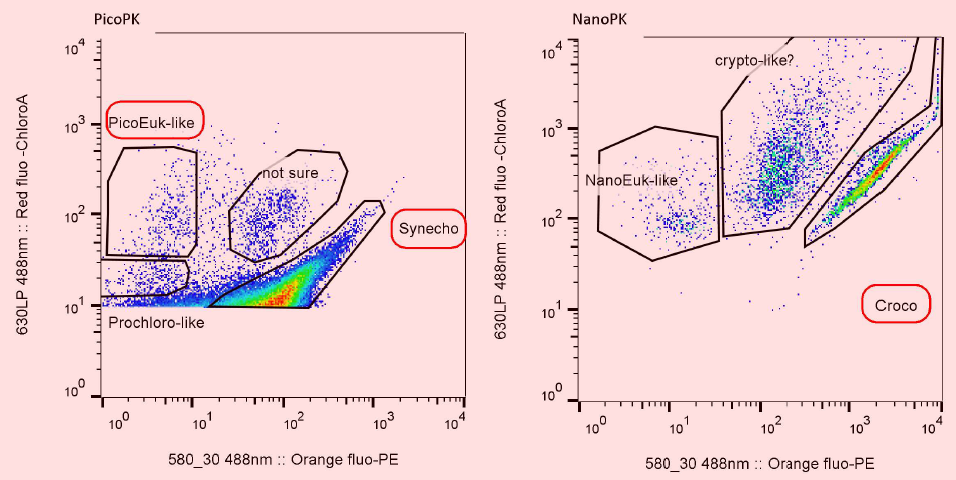 PicoPK
10^4
10^3
10^2
10^1
10^0
630LP 488nm :: Red fluo -ChloroA
PicoEuk-like
not sure
Synecho
Prochloro-like
10^0 10^1 10^2 10^3 10^4
580_30 488nm :: Orange fluo-PE
NanoPK
10^4
10^3
10^2
10^1
10^0
630LP 488nm :: Red fluo -ChloroA
crypto-like?
NanoEuk-like
Croco
10^0 10^1 10^2 10^3 10^4
580_30 488nm :: Orange fluo-PE